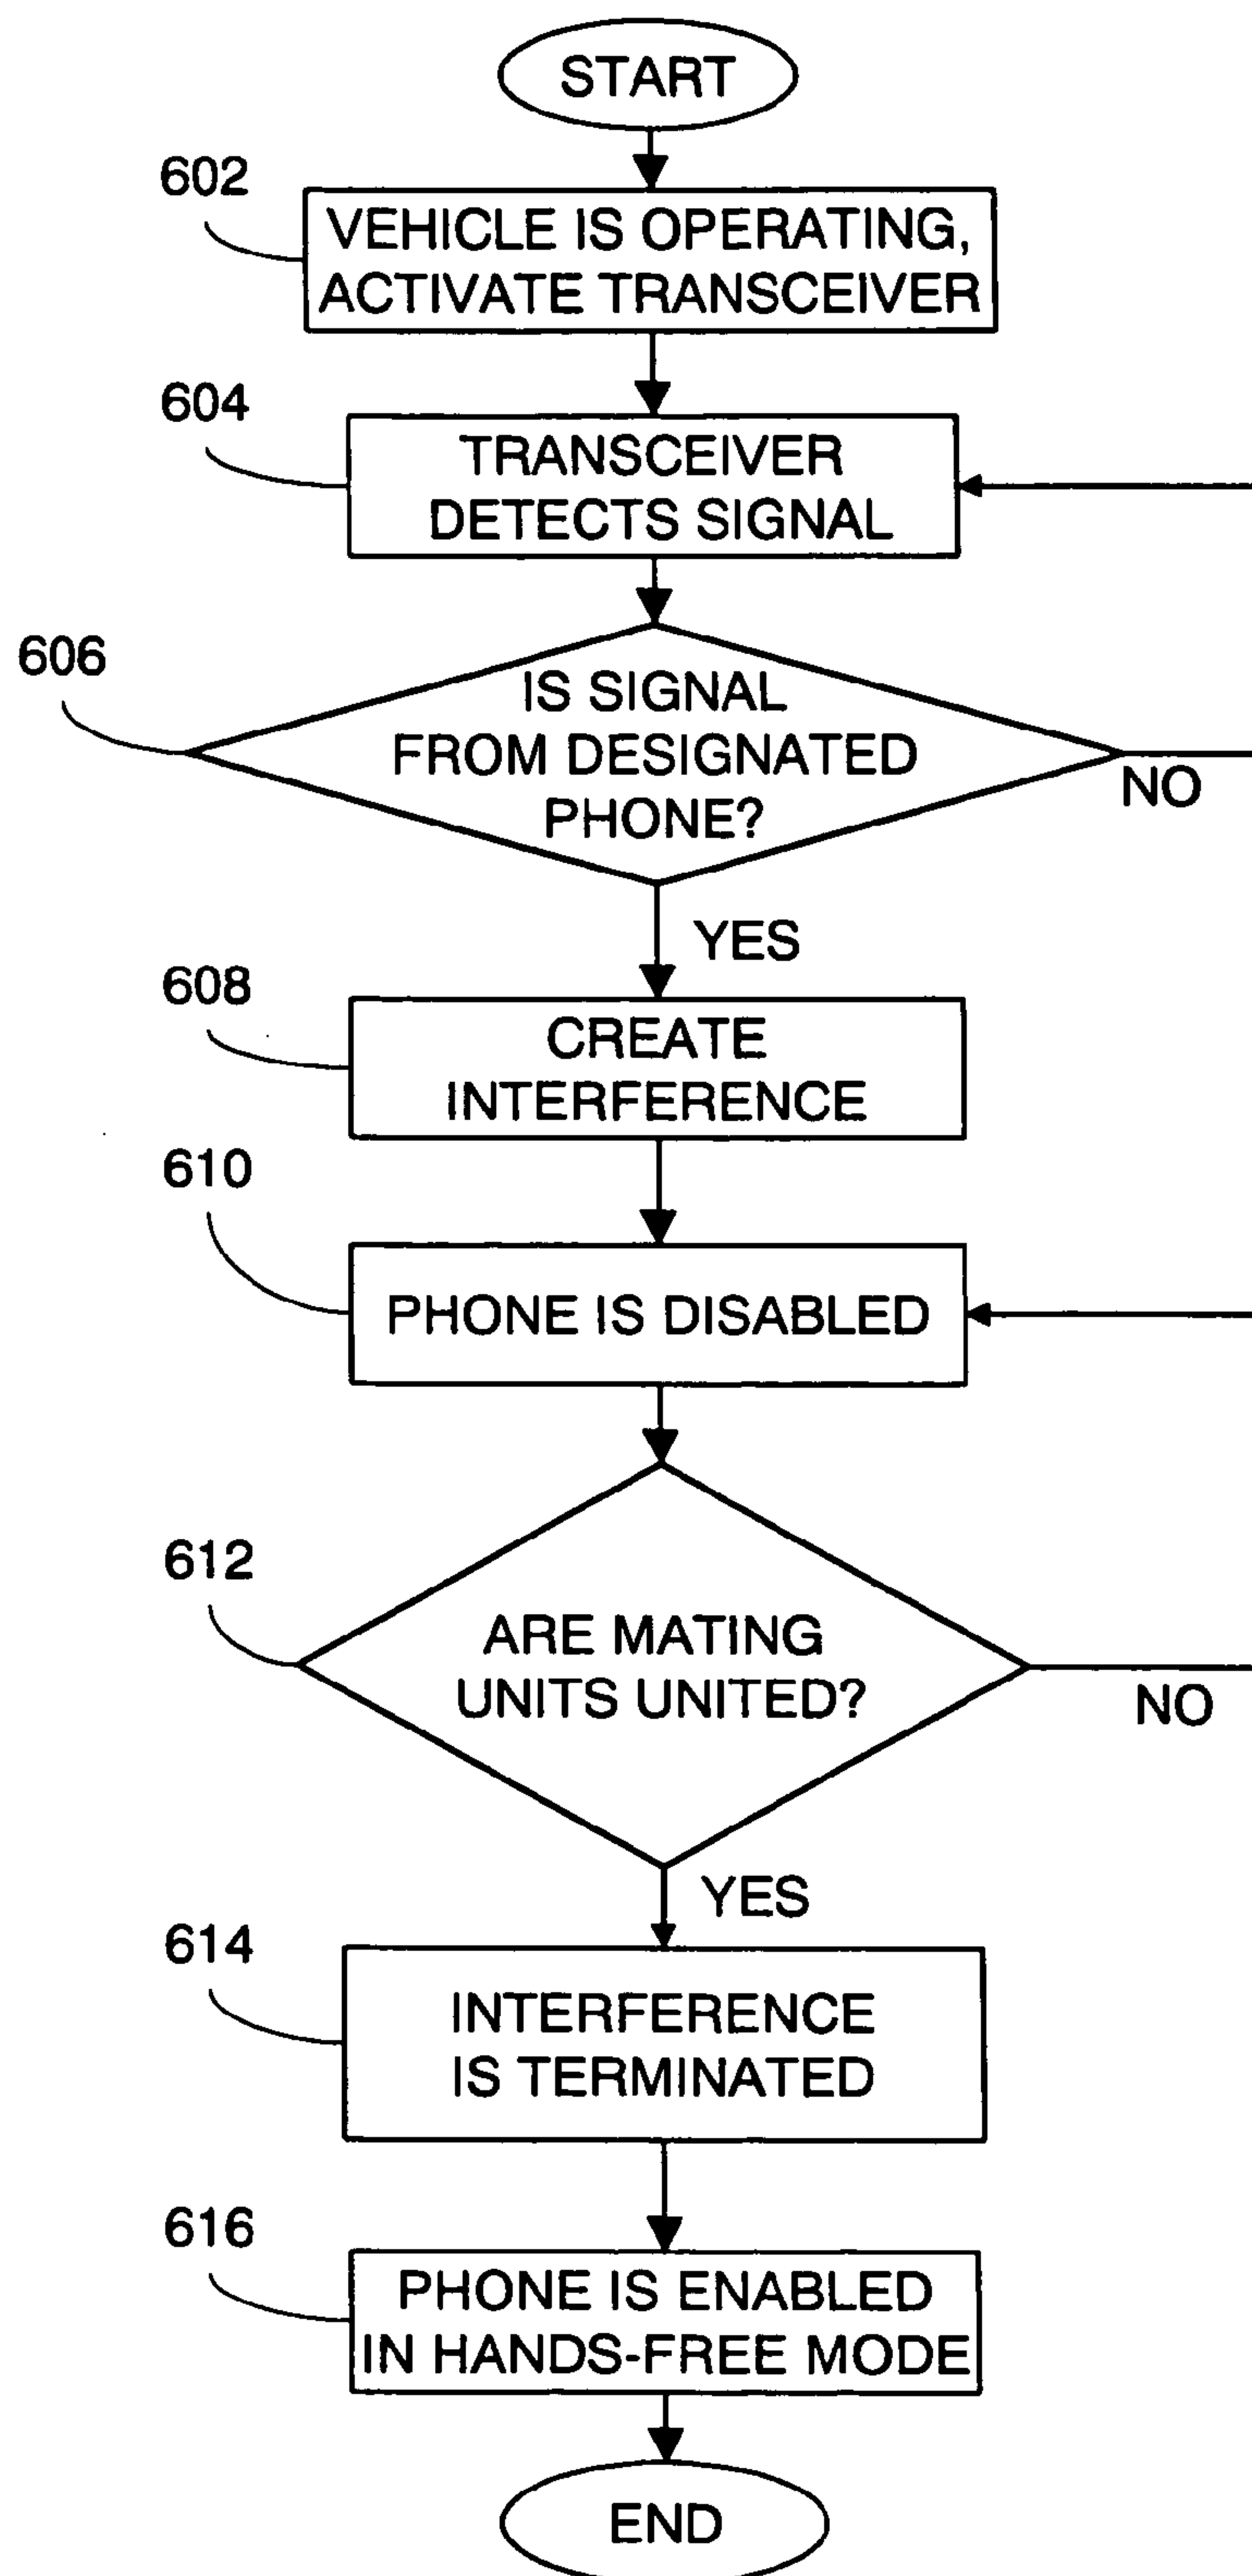 START
602
VEHICLE IS OPERATING,
ACTIVATE TRANSCEIVER
604
TRANSCEIVER
DETECTS SIGNAL
606
IS SIGNAL
FROM DESIGNATED
PHONE?
NO
YES
608
CREATE
INTERFERENCE
610
PHONE IS DISABLED
612
ARE MATING
UNITS UNITED?
NO
YES
614
INTERFERENCE
IS TERMINATED
616
PHONE IS ENABLED
IN HANDS-FREE MODE
END